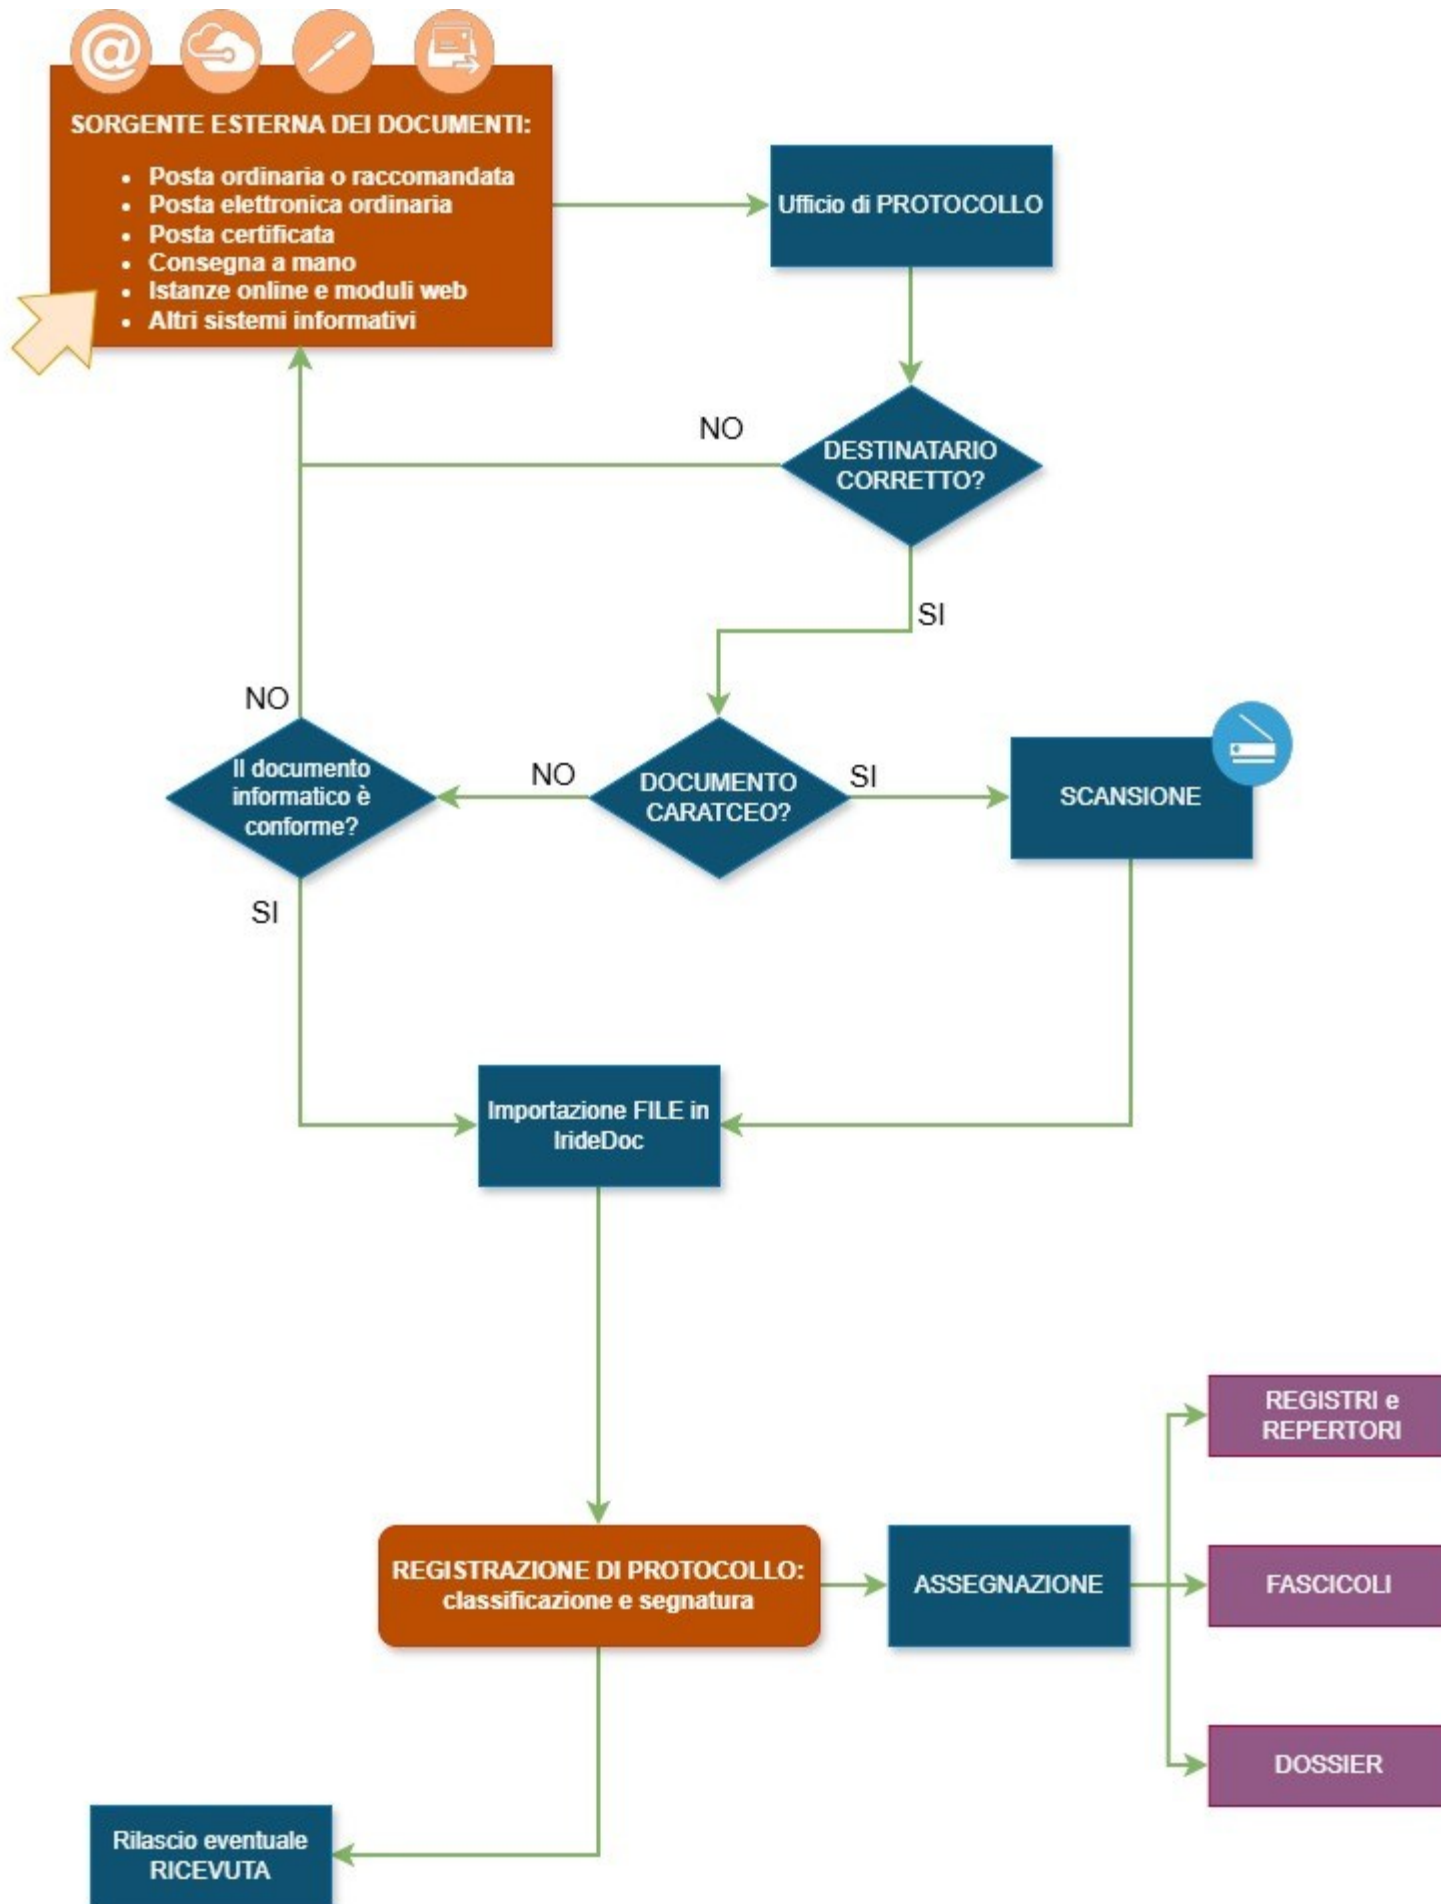 @
SORGENTE ESTERNA DEI DOCUMENTI:
• Posta ordinaria o raccomandata
• Posta elettronica ordinaria
• Posta certificata
• Consegna a mano
• Istanze online e moduli web
• Altri sistemi informativi
Ufficio di PROTOCOLLO
NO
DESTINATARIO
CORRETTO?
SI
NO
Il documento
informatico è
conforme?
NO
DOCUMENTO
CARATCEO?
SI
SCANSIONE
SI
Importazione FILE in
IrideDoc
REGISTRI e
REPERTORI
REGISTRAZIONE DI PROTOCOLLO:
classificazione e segnatura
ASSEGNAZIONE
FASCICOLI
DOSSIER
Rilascio eventuale
RICEVUTA